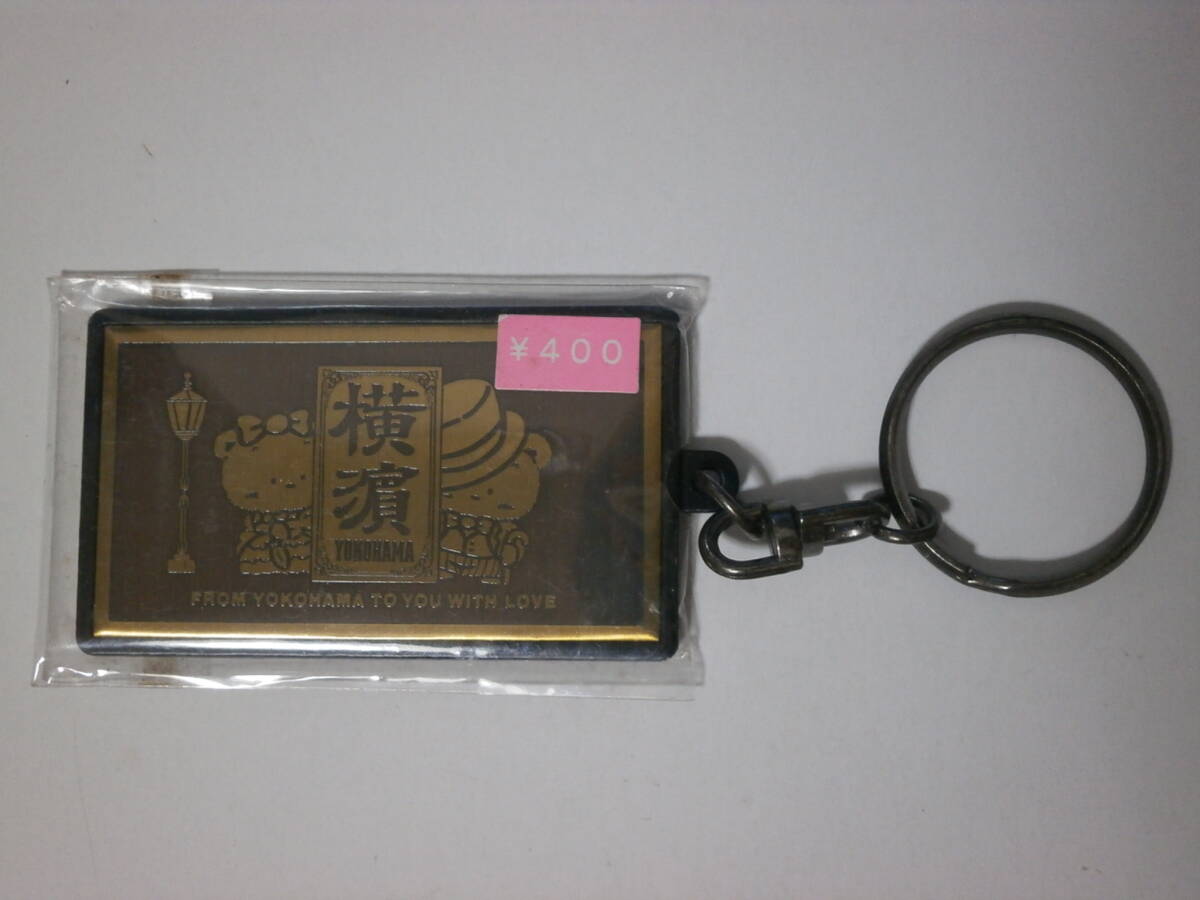 ¥400
横
濱
YOKOHAMA
FROM YOKOHAMA TO YOU WITH LOVE